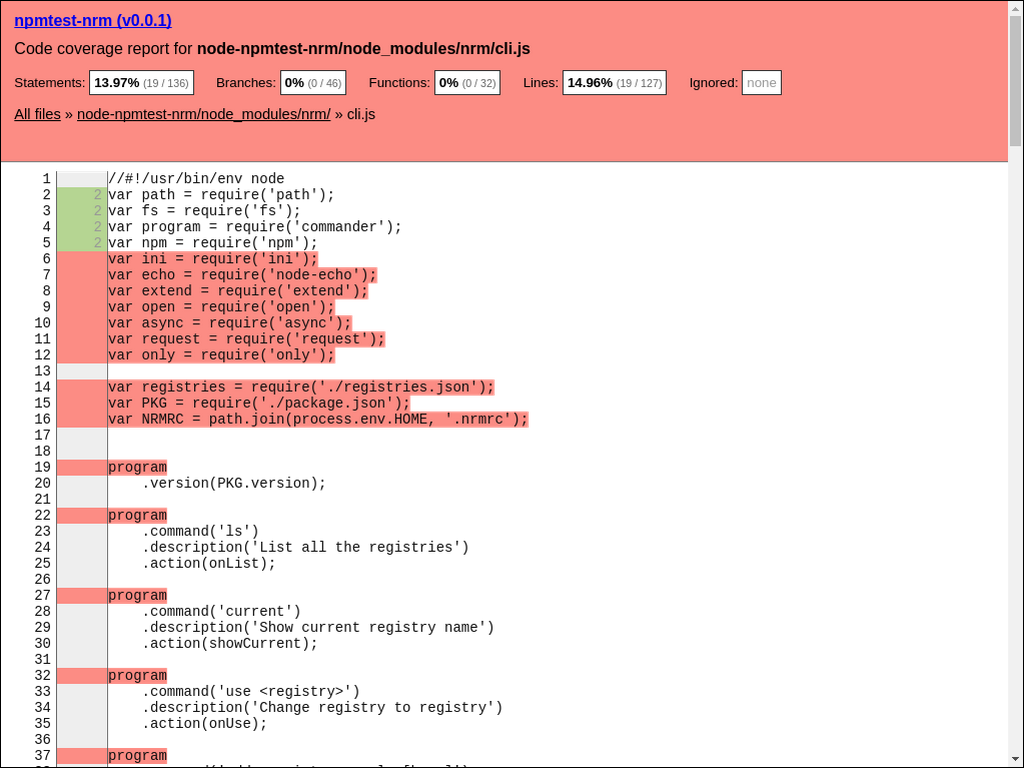 npmtest-nrm (v0.0.1)
Code coverage report for node-npmtest-nrm/node_modules/nrm/cli.js
Statements: 13.97% (19 / 136) Branches: 0% (0 / 46) Functions: 0% (0 / 32) Lines: 14.96% (19 / 127) Ignored: none
All files » node-npmtest-nrm/node_modules/nrm/ » cli.js
1 //#!/usr/bin/env node
2 2 var path = require('path');
3 2 var fs = require('fs');
4 2 var program = require('commander');
5 2 var npm = require('npm');
6 var ini = require('ini');
7 var echo = require('node-echo');
8 var extend = require('extend');
9 var open = require('open');
10 var async = require('async');
11 var request = require('request');
12 var only = require('only');
13
14 var registries = require('./registries.json');
15 var PKG = require('./package.json');
16 var NRMRC = path.join(process.env.HOME, '.nrmrc');
17
18
19 program
20 .version(PKG.version);
21
22 program
23 .command('ls')
24 .description('List all the registries')
25 .action(onList);
26
27 program
28 .command('current')
29 .description('Show current registry name')
30 .action(showCurrent);
31
32 program
33 .command('use <registry>')
34 .description('Change registry to registry')
35 .action(onUse);
36
37 program